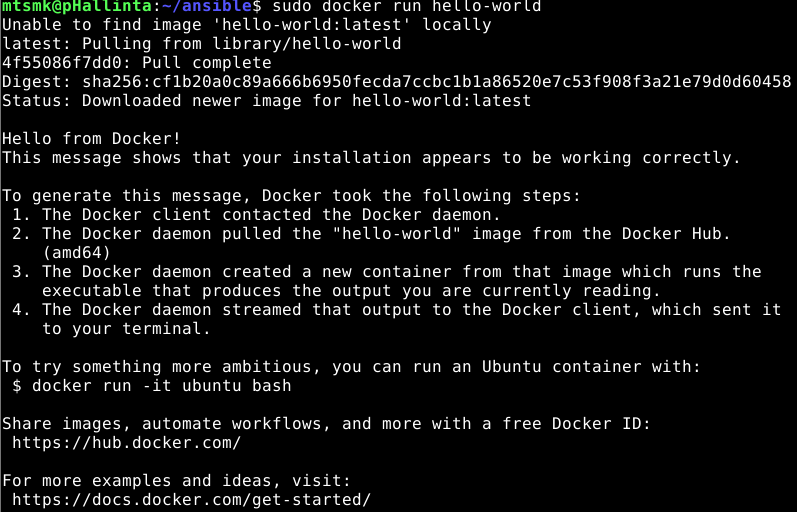 mtsmk@pHallinta:~/ansible$ sudo docker run hello-world
Unable to find image 'hello-world:latest' locally
latest: Pulling from library/hello-world
4f55086f7dd0: Pull complete
Digest: sha256:cf1b20a0c89a666b6950fecda7ccbc1b1a86520e7c53f908f3a21e79d0d60458
Status: Downloaded newer image for hello-world:latest

Hello from Docker!
This message shows that your installation appears to be working correctly.

To generate this message, Docker took the following steps:
 1. The Docker client contacted the Docker daemon.
 2. The Docker daemon pulled the "hello-world" image from the Docker Hub.
    (amd64)
 3. The Docker daemon created a new container from that image which runs the
    executable that produces the output you are currently reading.
 4. The Docker daemon streamed that output to the Docker client, which sent it
    to your terminal.

To try something more ambitious, you can run an Ubuntu container with:
 $ docker run -it ubuntu bash

Share images, automate workflows, and more with a free Docker ID:
 https://hub.docker.com/

For more examples and ideas, visit:
 https://docs.docker.com/get-started/